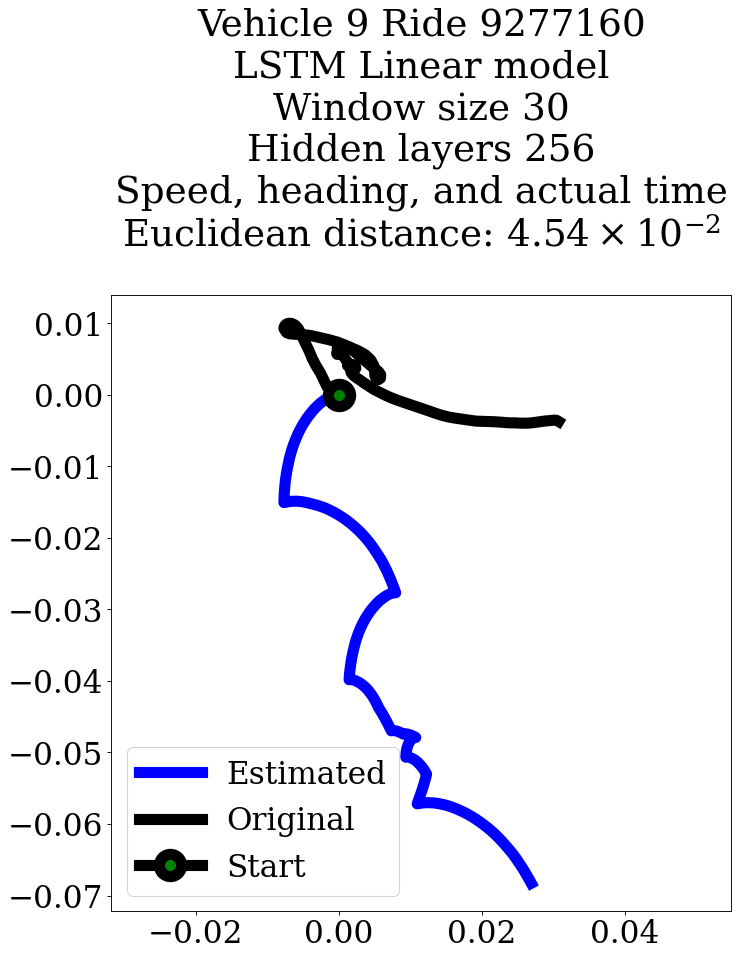 Vehicle 9 Ride 9277160
LSTM Linear model
Window size 30
Hidden layers 256
Speed, heading, and actual time
Euclidean distance: 4.54 × 10⁻²
0.01
0.00
−0.01
−0.02
−0.03
−0.04
−0.05
−0.06
−0.07
Estimated
Original
Start
−0.02 0.00 0.02 0.04